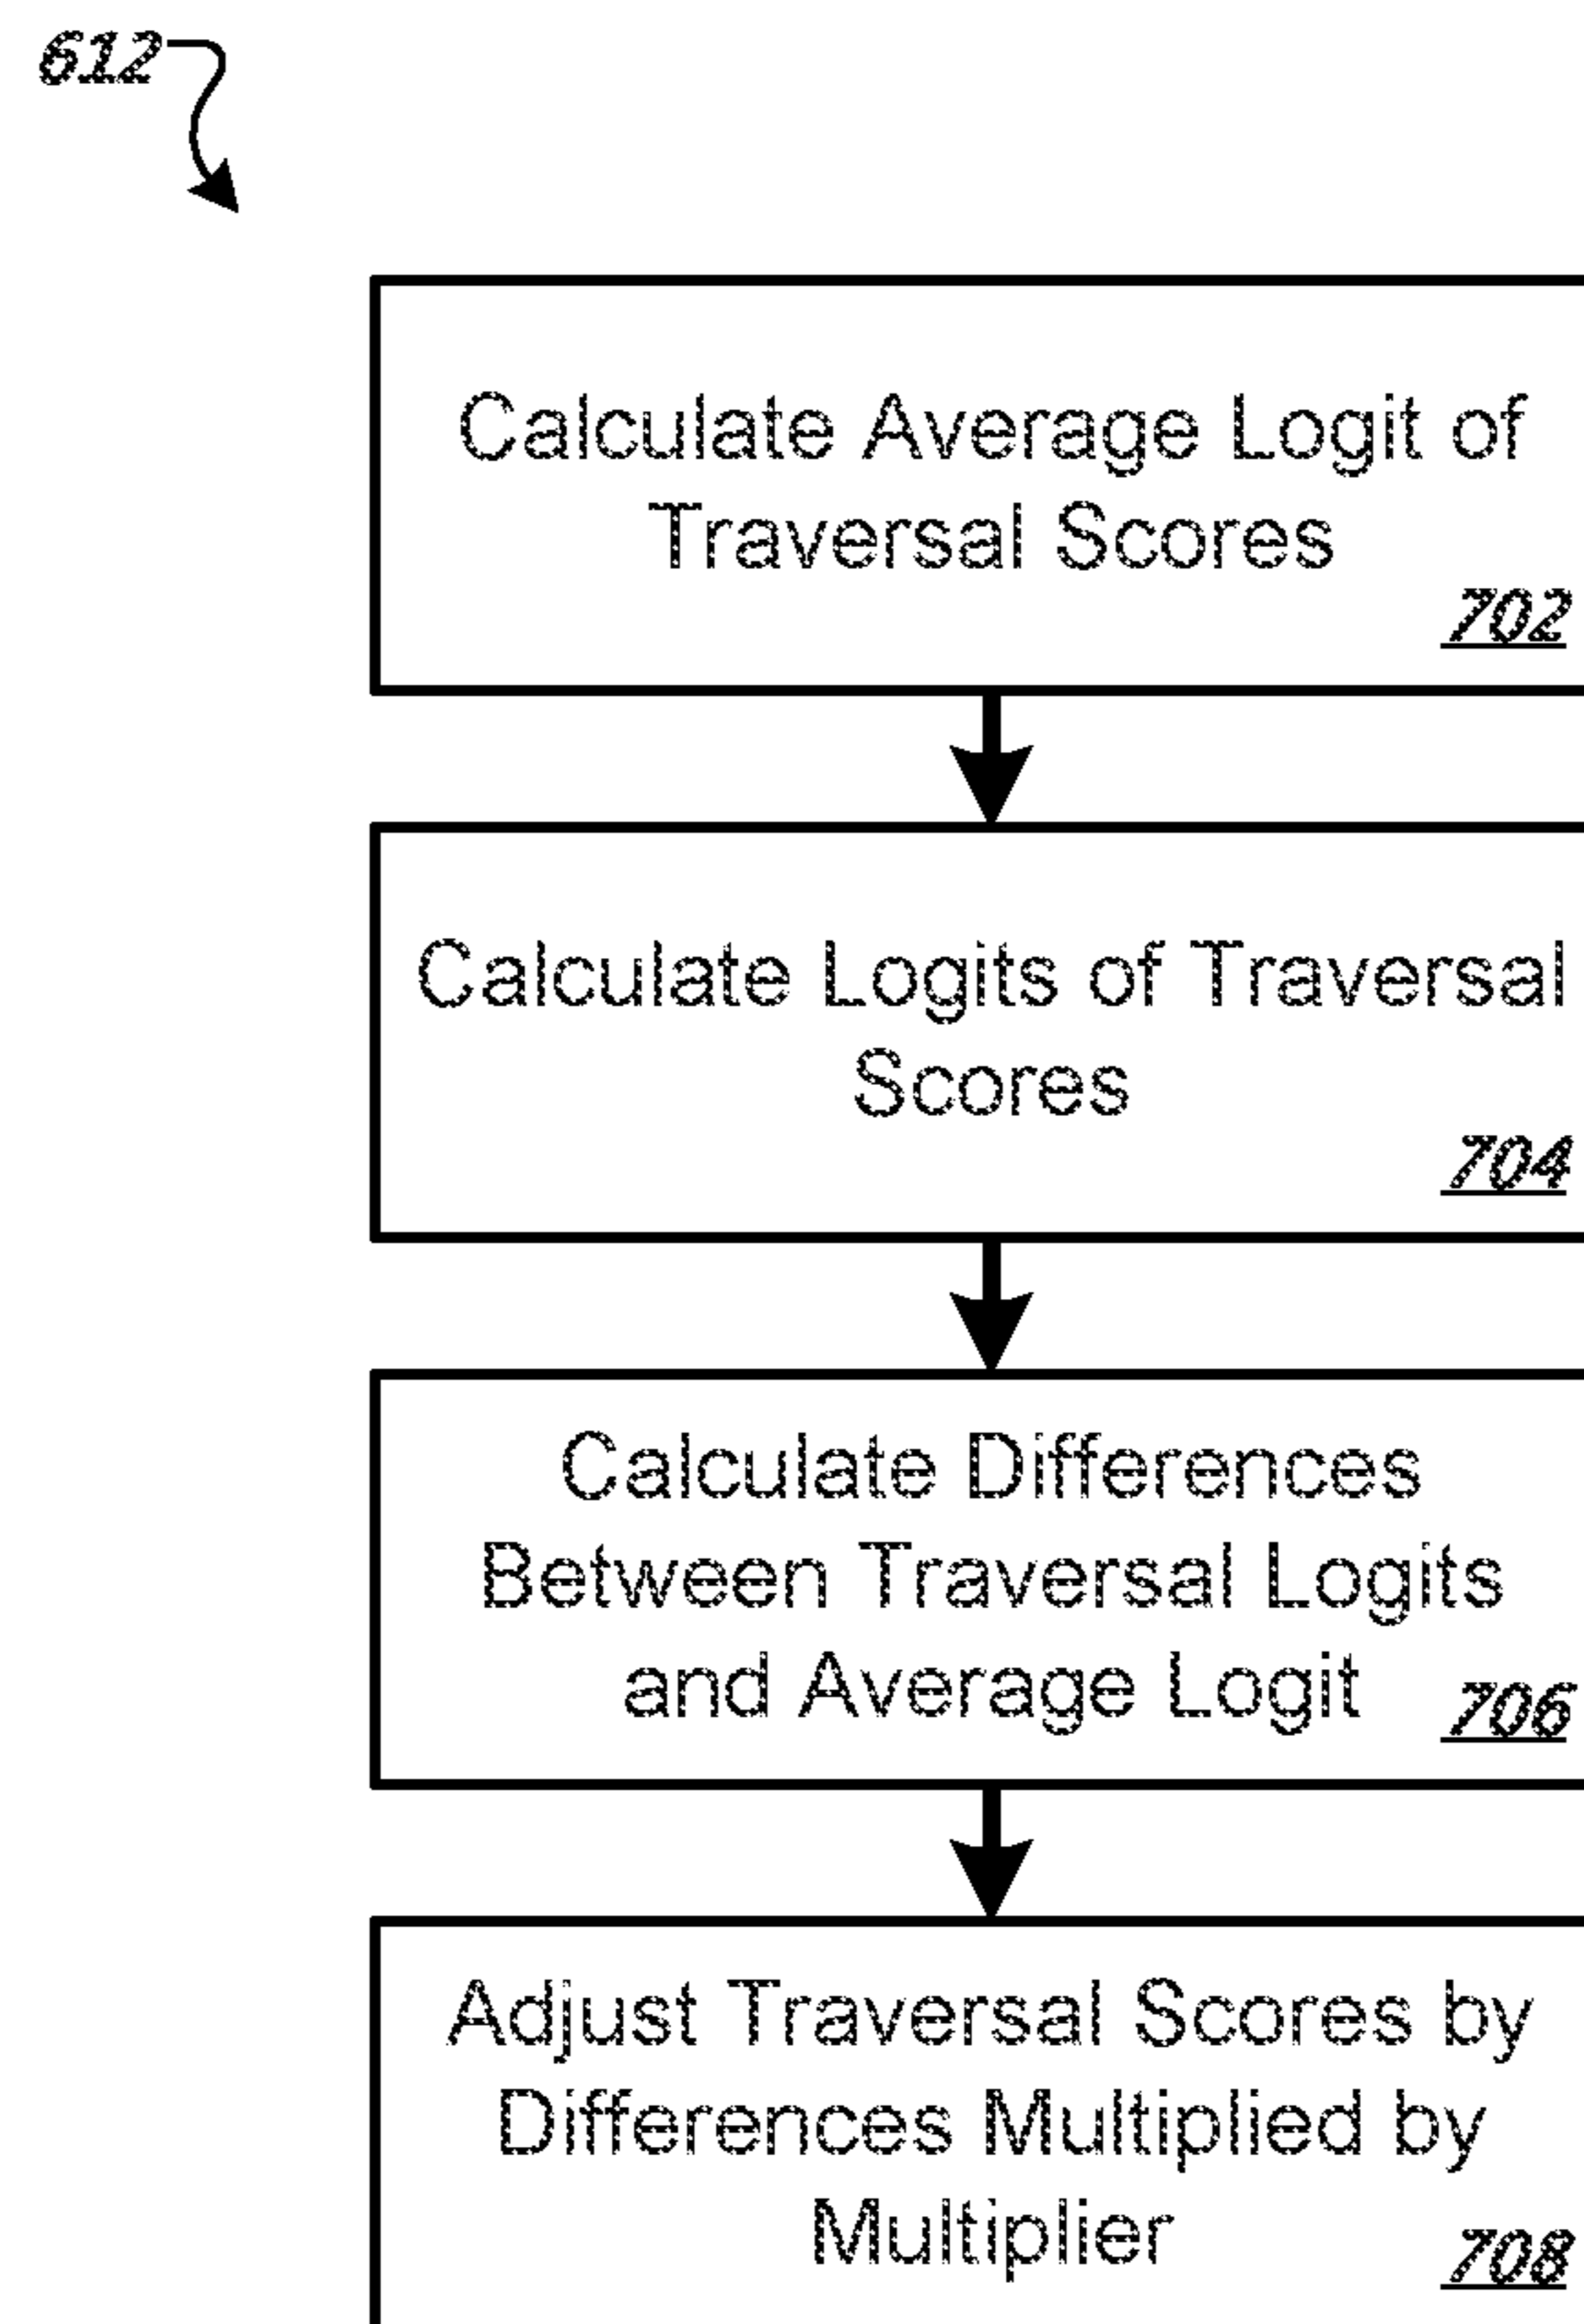 612
Calculate Average Logit of
Traversal Scores
702
Calculate Logits of Traversal
Scores
704
Calculate Differences
Between Traversal Logits
and Average Logit 706
Adjust Traversal Scores by
Differences Multiplied by
Multiplier 708